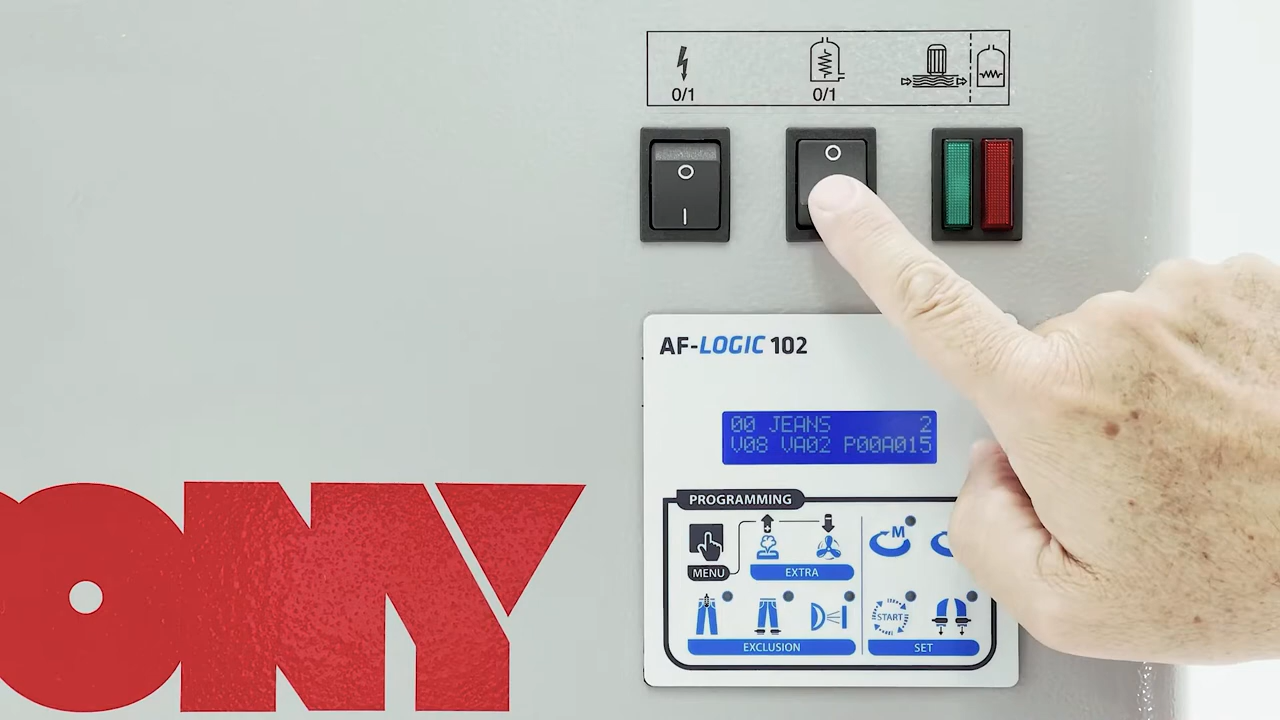 0/1
0/1
AF-LOGIC 102
00 JEANS 2
V08 VA02 P00A015
PROGRAMMING
M
MENU
EXTRA
START
EXCLUSION
SET
ONY